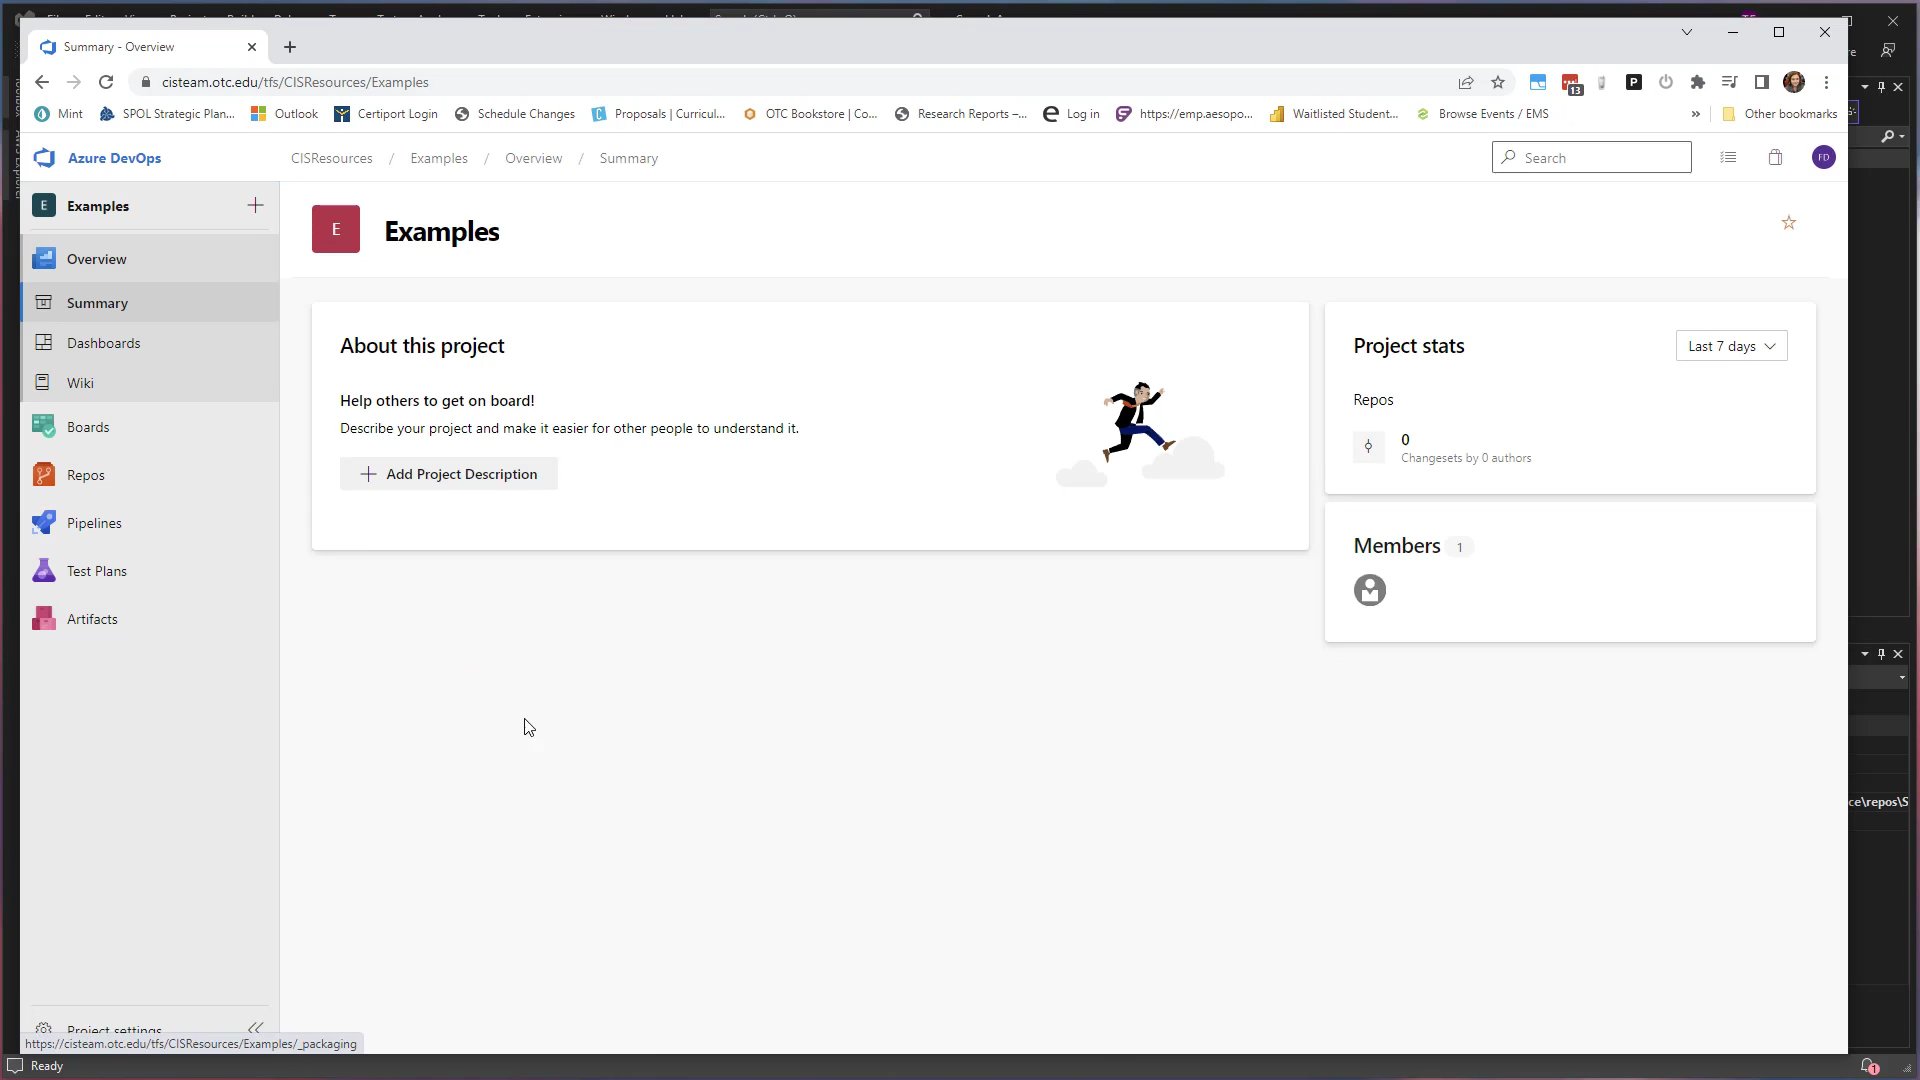 Summary - Overview
cisteam.otc.edu/tfs/CISResources/Examples
13
P
Mint
SPOL Strategic Plan...
Outlook
Certiport Login
Schedule Changes
Proposals | Curricul...
OTC Bookstore | Co...
Research Reports –...
Log in
https://emp.aesopo...
Waitlisted Student...
Browse Events / EMS
»
Other bookmarks
Azure DevOps
CISResources / Examples / Overview / Summary
Search
FD
E
Examples
Overview
Summary
Dashboards
Wiki
Boards
Repos
Pipelines
Test Plans
Artifacts
Project settings
https://cisteam.otc.edu/tfs/CISResources/Examples/_packaging
E
Examples
About this project
Help others to get on board!
Describe your project and make it easier for other people to understand it.
Add Project Description
Project stats
Last 7 days
Repos
0
Changesets by 0 authors
Members 1
ce\repos\S
Ready
1